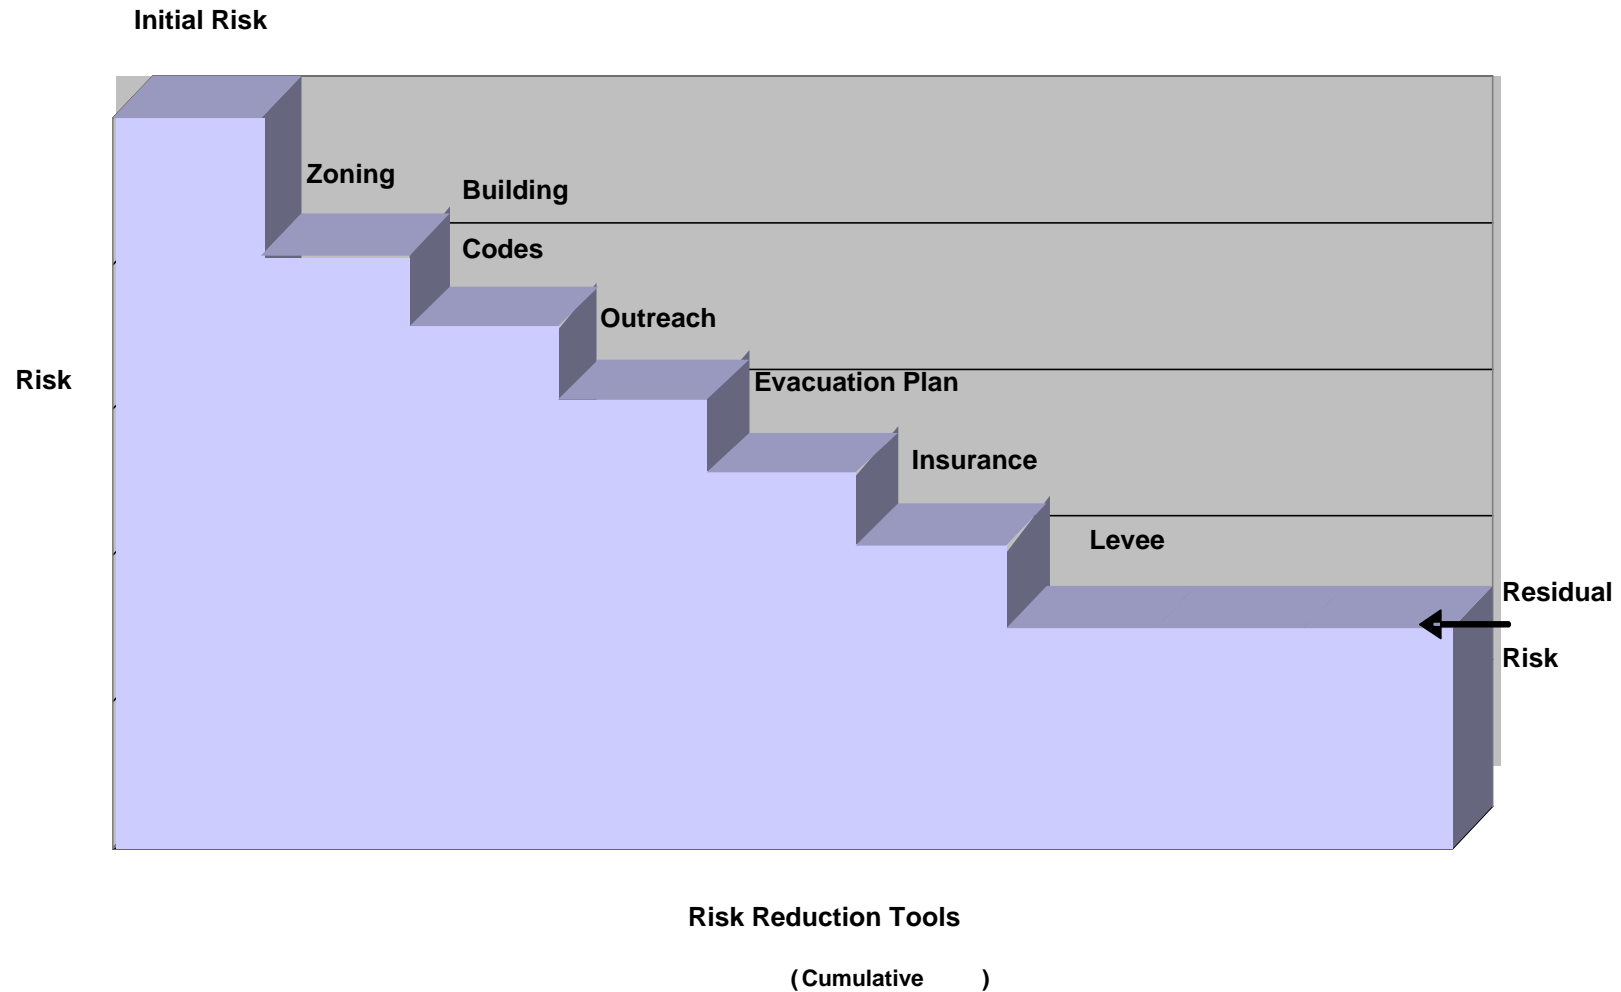 Initial Risk
Zoning
Building
Codes
Outreach
Risk
Evacuation Plan
Insurance
Levee
Residual
Risk
Risk Reduction Tools
(Cumulative )